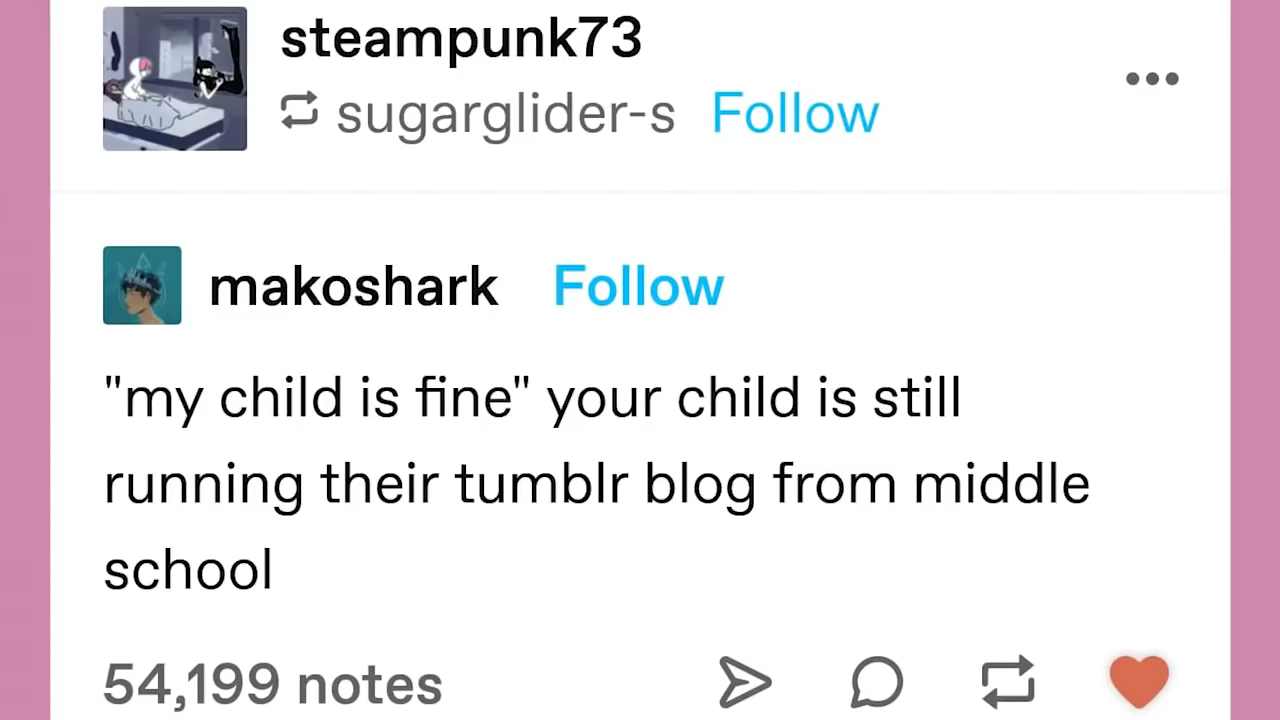 steampunk73
sugarglider-s Follow
makoshark Follow
"my child is fine" your child is still
running their tumblr blog from middle
school
54,199 notes